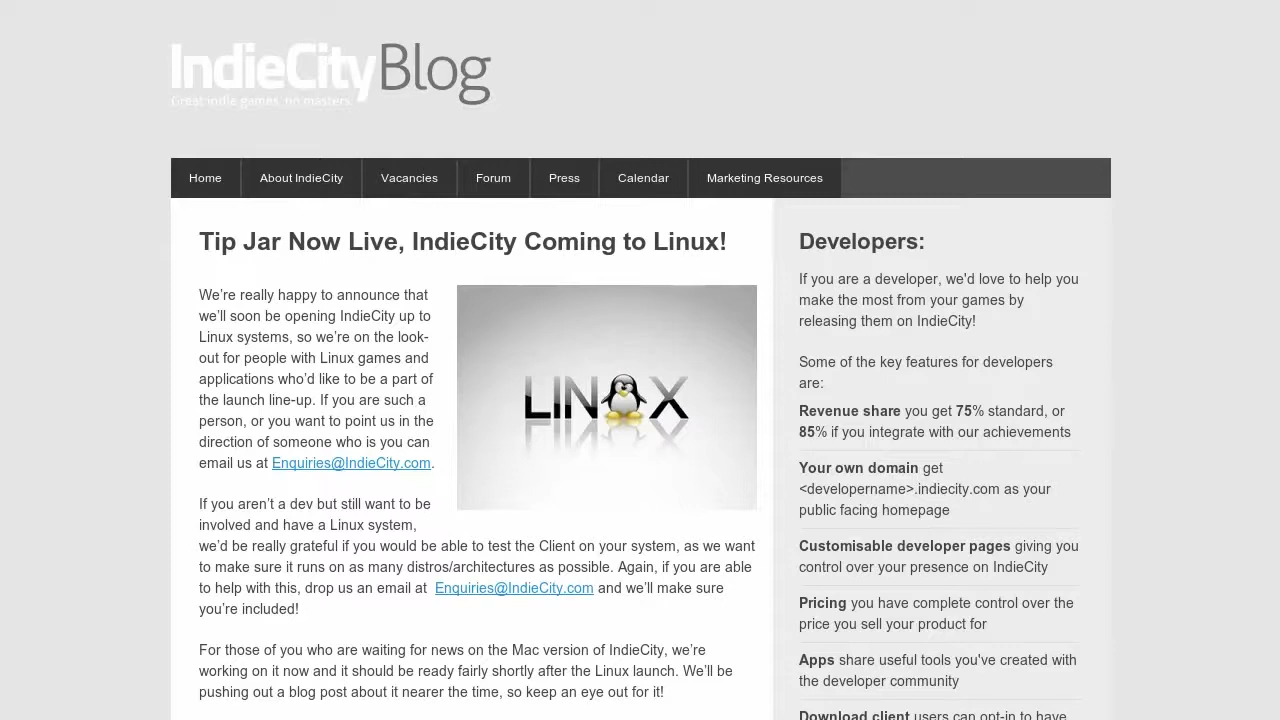 IndieCityBlog
Great indie games, no masters.
Home
About IndieCity
Vacancies
Forum
Press
Calendar
Marketing Resources
Tip Jar Now Live, IndieCity Coming to Linux!
We’re really happy to announce that
we’ll soon be opening IndieCity up to
Linux systems, so we’re on the look-
out for people with Linux games and
applications who’d like to be a part of
the launch line-up. If you are such a
person, or you want to point us in the
direction of someone who is you can
email us at Enquiries@IndieCity.com.
LINUX
If you aren’t a dev but still want to be
involved and have a Linux system,
we’d be really grateful if you would be able to test the Client on your system, as we want
to make sure it runs on as many distros/architectures as possible. Again, if you are able
to help with this, drop us an email at  Enquiries@IndieCity.com and we’ll make sure
you’re included!
For those of you who are waiting for news on the Mac version of IndieCity, we’re
working on it now and it should be ready fairly shortly after the Linux launch. We’ll be
pushing out a blog post about it nearer the time, so keep an eye out for it!
Developers:
If you are a developer, we'd love to help you
make the most from your games by
releasing them on IndieCity!
Some of the key features for developers
are:
Revenue share you get 75% standard, or
85% if you integrate with our achievements
Your own domain get
<developername>.indiecity.com as your
public facing homepage
Customisable developer pages giving you
control over your presence on IndieCity
Pricing you have complete control over the
price you sell your product for
Apps share useful tools you've created with
the developer community
Download client users can opt-in to have